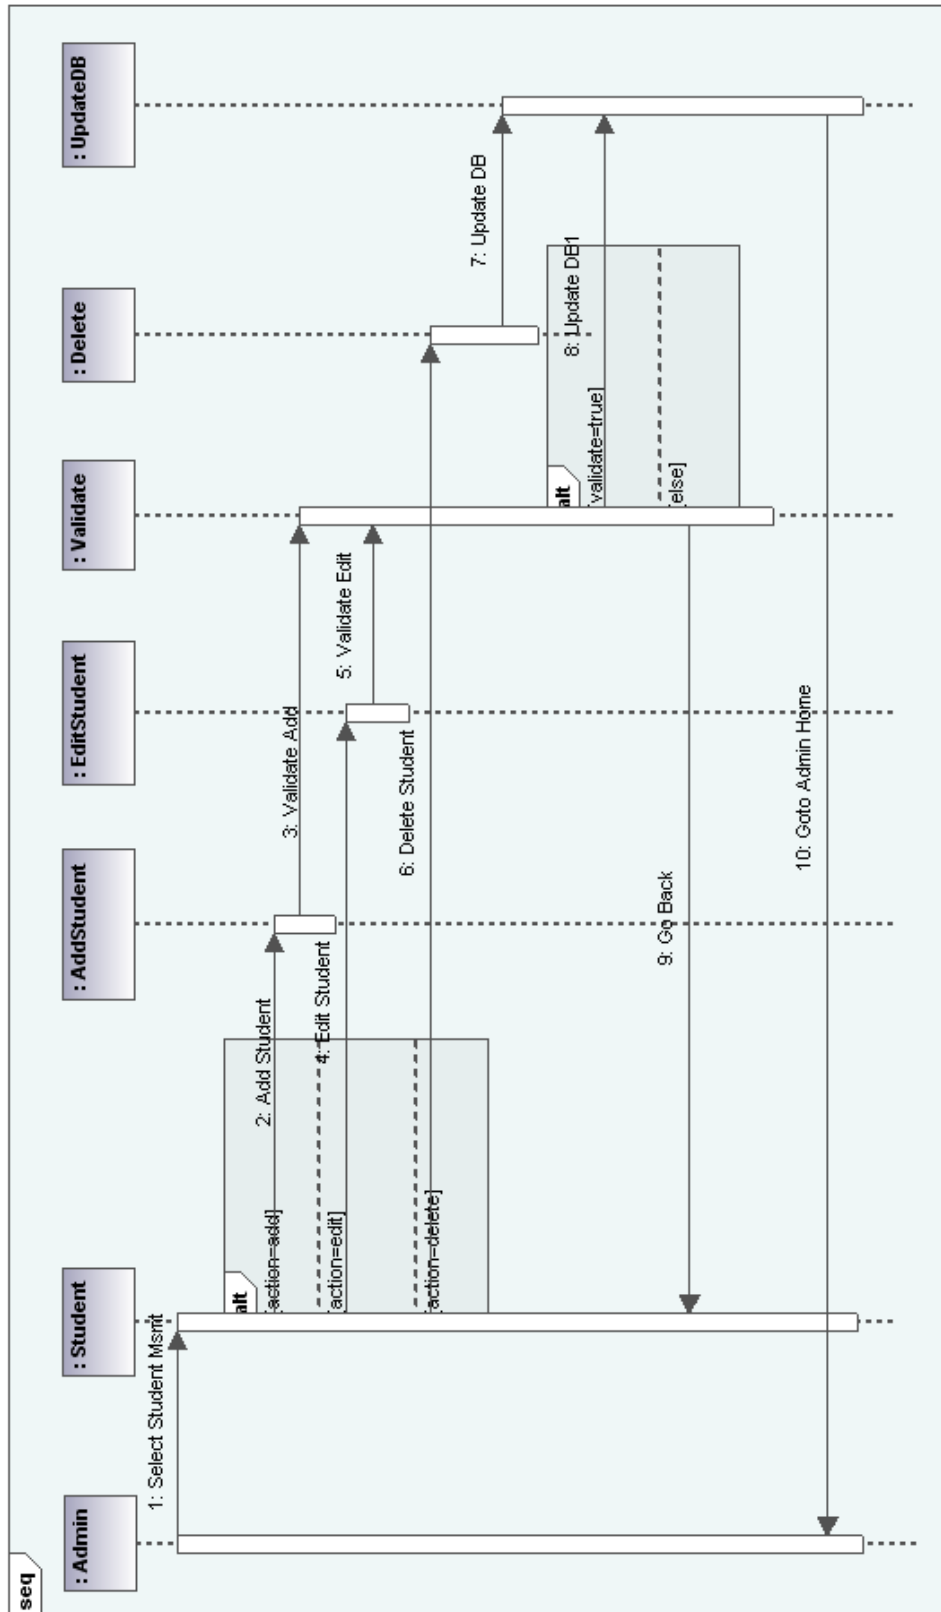 seq
: Admin
: Student
: AddStudent
: EditStudent
: Validate
: Delete
: UpdateDB
1: Select Student Msmt
alt
[action=add]
2: Add Student
3: Validate Add
[action=edit]
4: Edit Student
5: Validate Edit
[action=delete]
6: Delete Student
7: Update DB
alt
[validate=true]
8: Update DB1
[else]
9: Go Back
10: Goto Admin Home